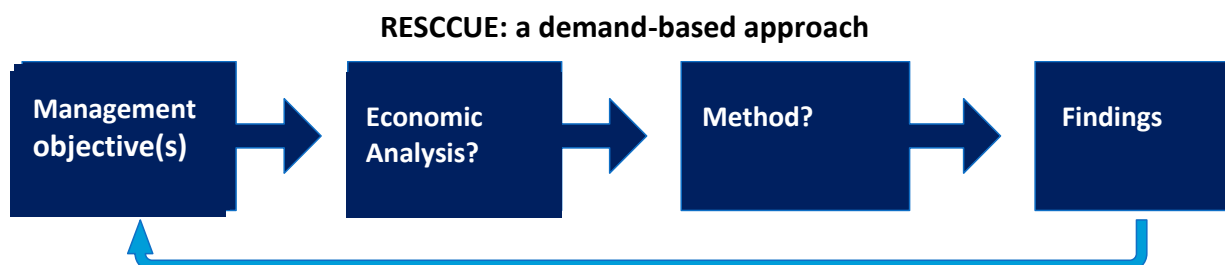 RESCCUE: a demand-based approach
Management
objective(s)
Economic
Analysis?
Method?
Findings